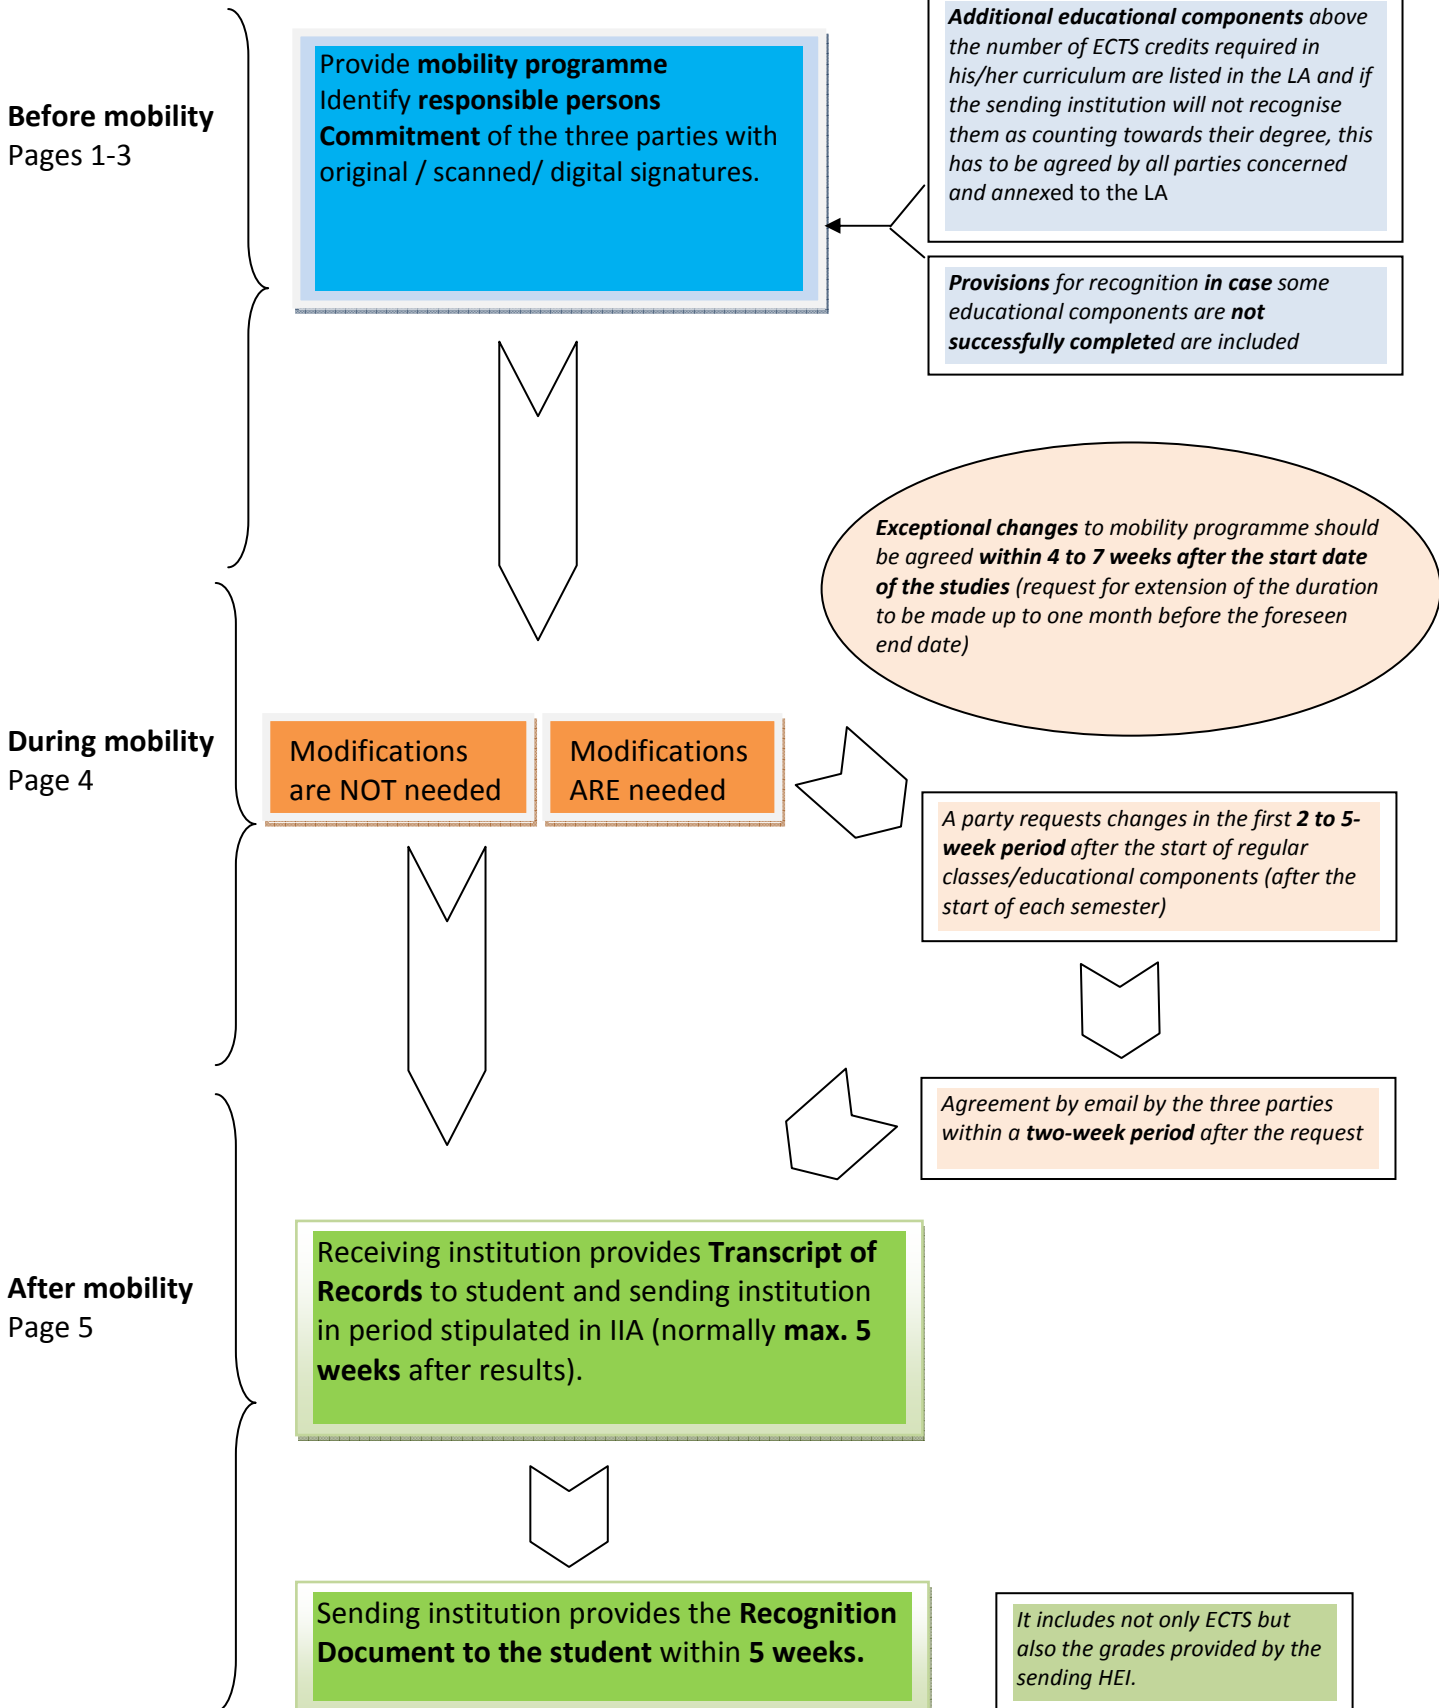 Before mobility
Pages 1-3
Provide mobility programme
Identify responsible persons
Commitment of the three parties with
original / scanned/ digital signatures.
Additional educational components above
the number of ECTS credits required in
his/her curriculum are listed in the LA and if
the sending institution will not recognise
them as counting towards their degree, this
has to be agreed by all parties concerned
and annexed to the LA
Provisions for recognition in case some
educational components are not
successfully completed are included
Exceptional changes to mobility programme should
be agreed within 4 to 7 weeks after the start date
of the studies (request for extension of the duration
to be made up to one month before the foreseen
end date)
During mobility
Page 4
Modifications
are NOT needed
Modifications
ARE needed
A party requests changes in the first 2 to 5-
week period after the start of regular
classes/educational components (after the
start of each semester)
Agreement by email by the three parties
within a two-week period after the request
After mobility
Page 5
Receiving institution provides Transcript of
Records to student and sending institution
in period stipulated in IIA (normally max. 5
weeks after results).
Sending institution provides the Recognition
Document to the student within 5 weeks.
It includes not only ECTS but
also the grades provided by the
sending HEI.